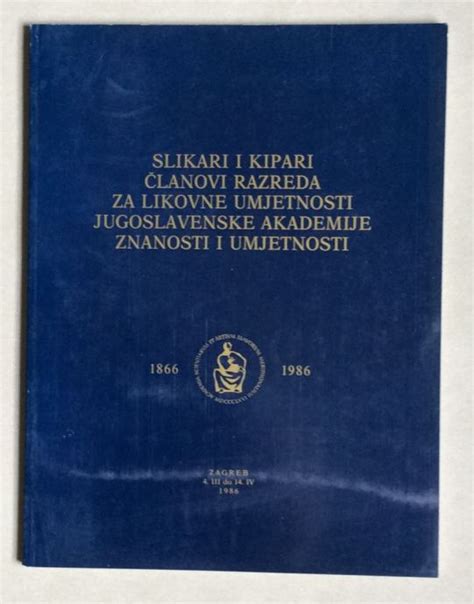 SLIKARI I KIPARI
ČLANOVI RAZREDA
ZA LIKOVNE UMJETNOSTI
JUGOSLAVENSKE AKADEMIJE
ZNANOSTI I UMJETNOSTI
1866 1986
ZAGREB
4. III do 14. IV
1986